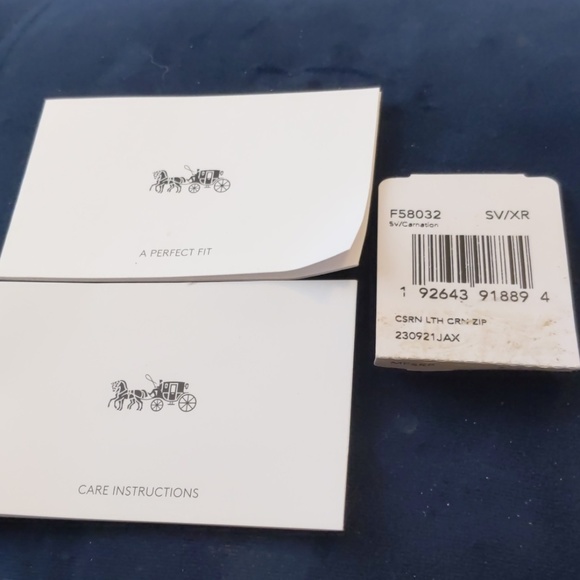 A PERFECT FIT
CARE INSTRUCTIONS
F58032 SV/XR
SV/Carnation
1 92643 91889 4
CSRN LTH CRN ZIP
230921JAX